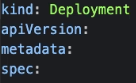 kind: Deployment
apiVersion:
metadata:
spec: